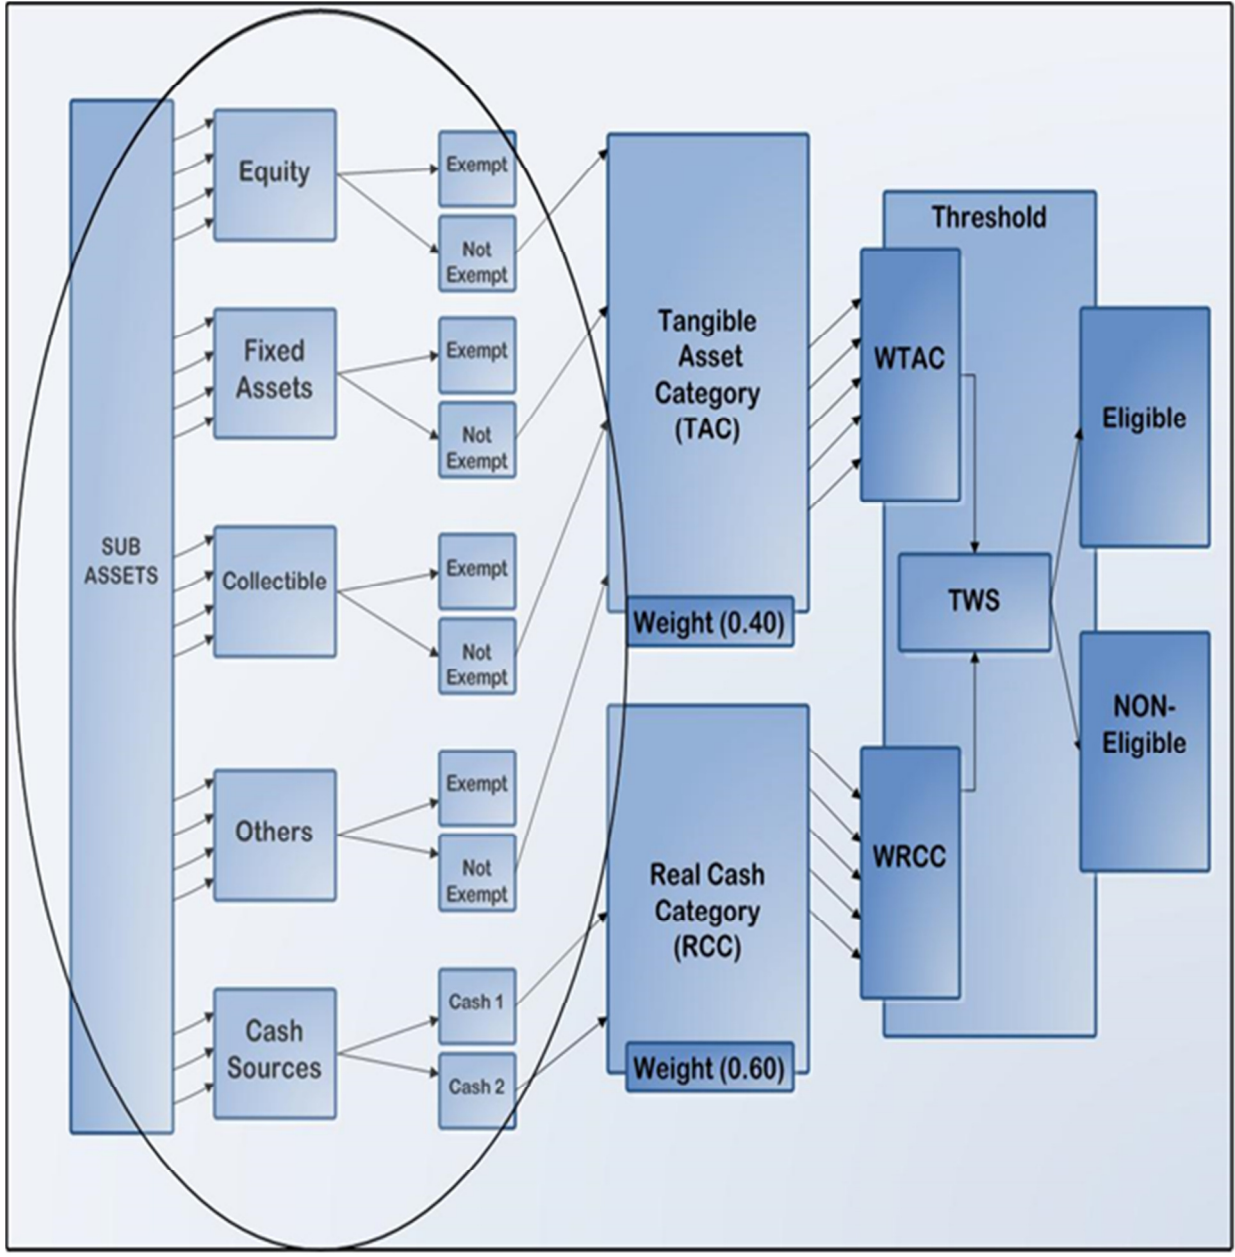 SUB
ASSETS
Equity
Exempt
Not
Exempt
Fixed
Assets
Exempt
Not
Exempt
Collectible
Exempt
Not
Exempt
Others
Exempt
Not
Exempt
Cash
Sources
Cash 1
Cash 2
Tangible
Asset
Category
(TAC)
Weight (0.40)
Real Cash
Category
(RCC)
Weight (0.60)
Threshold
WTAC
TWS
WRCC
Eligible
NON-
Eligible